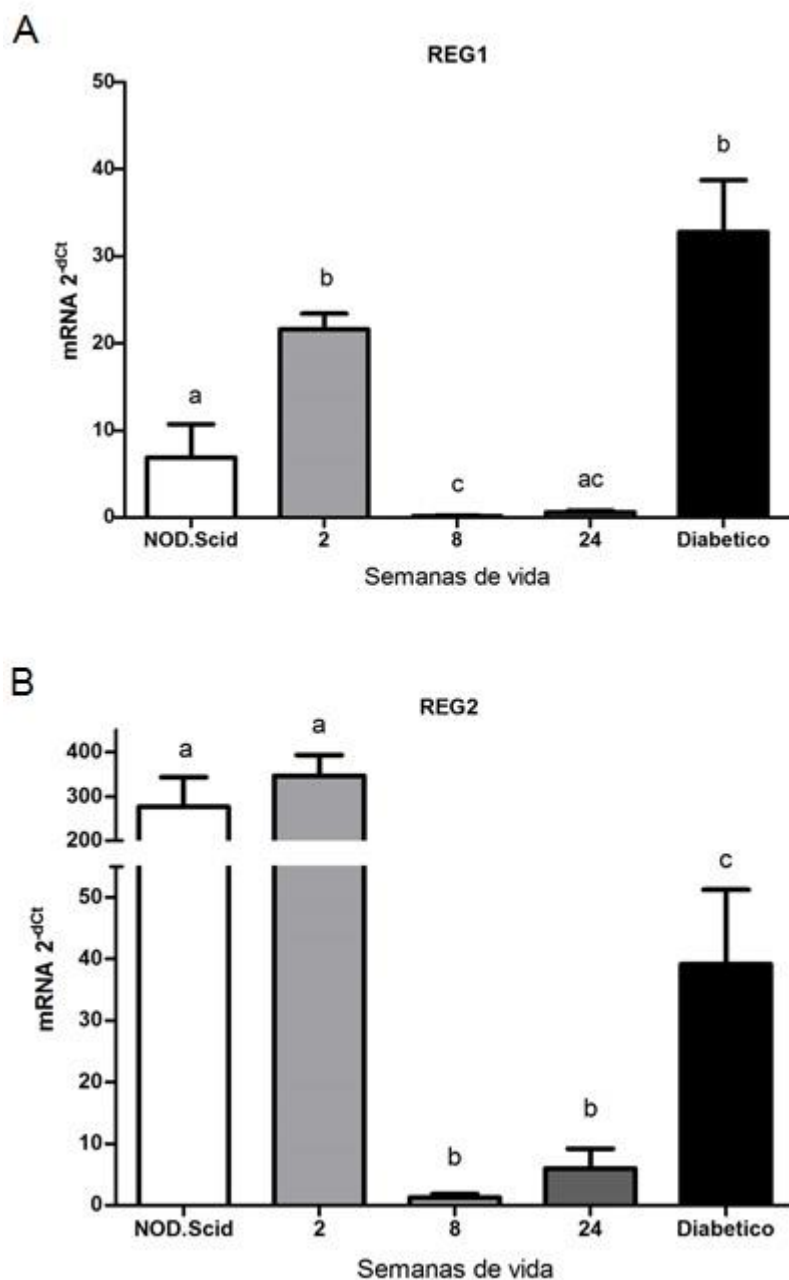 A
REG1
mRNA 2^-dCt
50
40
30
20
10
0
a
b
c
ac
b
NOD.Scid 2 8 24 Diabetico
Semanas de vida
B
REG2
mRNA 2^-dCt
400
300
200
50
40
30
20
10
0
a
a
b
b
c
NOD.Scid 2 8 24 Diabetico
Semanas de vida